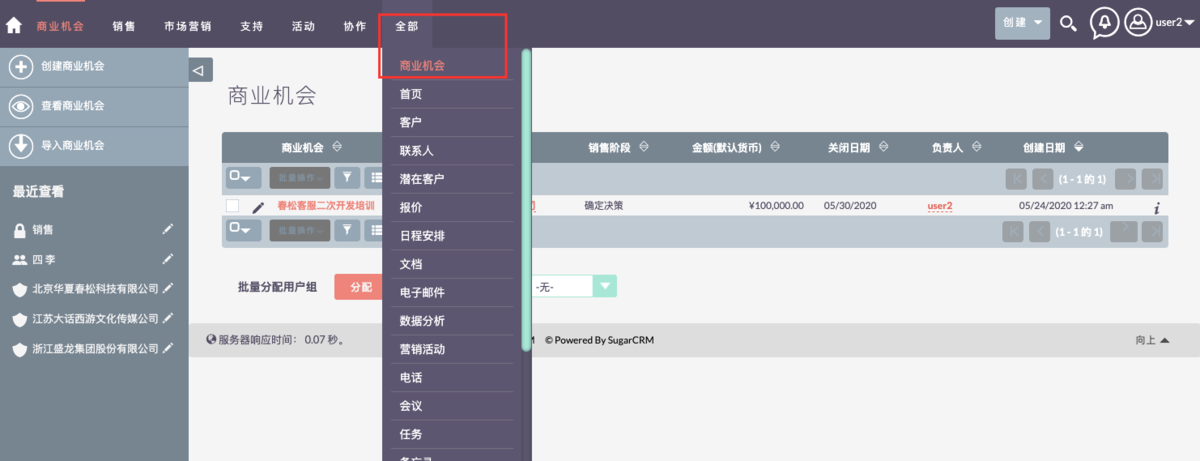 商业机会 销售 市场营销 支持 活动 协作 全部 创建 user2
创建商业机会
查看商业机会
导入商业机会
最近查看
销售
四 李
北京华夏春松科技有限公司
江苏大话西游文化传媒公司
浙江盛龙集团股份有限公司
商业机会
商业机会 销售阶段 金额(默认货币) 关闭日期 负责人 创建日期
批量操作 (1 - 1 的 1)
春松客服二次开发培训 确定决策 ¥100,000.00 05/30/2020 user2 05/24/2020 12:27 am
批量操作 (1 - 1 的 1)
批量分配用户组 分配 -无-
服务器响应时间： 0.07 秒。 © Powered By SugarCRM 向上
商业机会
首页
客户
联系人
潜在客户
报价
日程安排
文档
电子邮件
数据分析
营销活动
电话
会议
任务